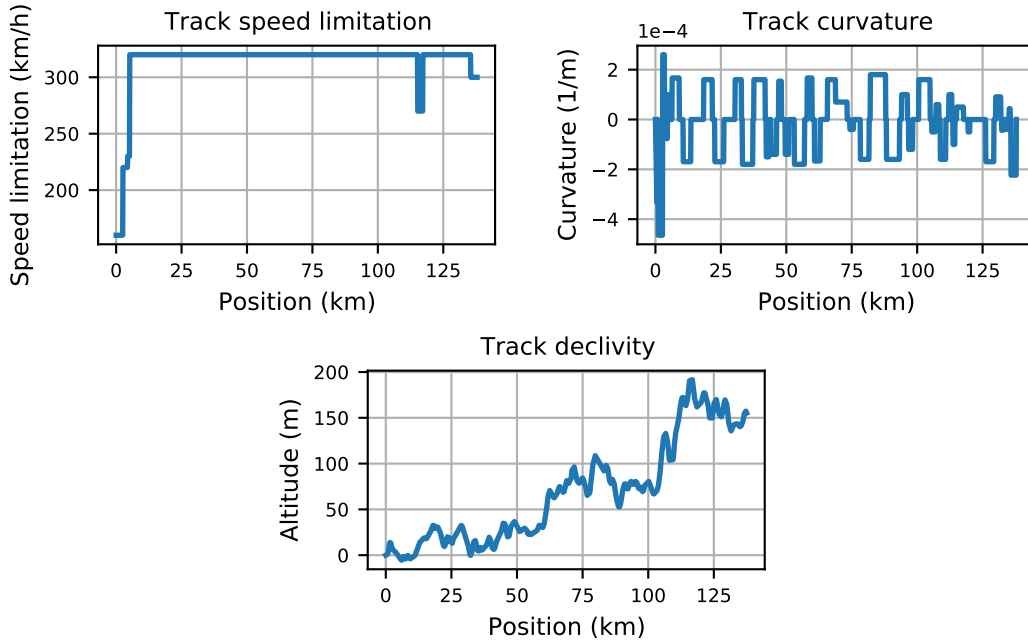 Track speed limitation
Speed limitation (km/h)
300
250
200
0 25 50 75 100 125
Position (km)
Track curvature
1e−4
Curvature (1/m)
2
0
−2
−4
0 25 50 75 100 125
Position (km)
Track declivity
Altitude (m)
200
150
100
50
0
0 25 50 75 100 125
Position (km)